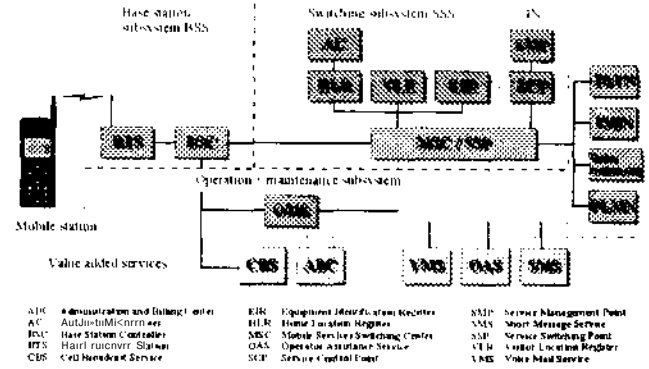 Base station
subsystem BSS
Switching subsystem SSS
IN
AC
SMP
HLR
VLR
EIR
SCP
BTS
BSC
MSC / SSP
Operation + maintenance subsystem
OMC
Mobile station
Value added services
CBS
ABC
VMS
OAS
SMS
ADC Administration and Billing Center
AC
BSC Base Station Controller
BTS Station
CBS Cell Broadcast Service
EIR Equipment Identification Register
HLR Home Location Register
MSC Mobile Services Switching Center
OAS Operator Assistance Service
SCP Service Control Point
SMP Service Management Point
SMS Short Message Service
SSP Service Switching Point
VLR Visitor Location Register
VMS Voice Mail Service